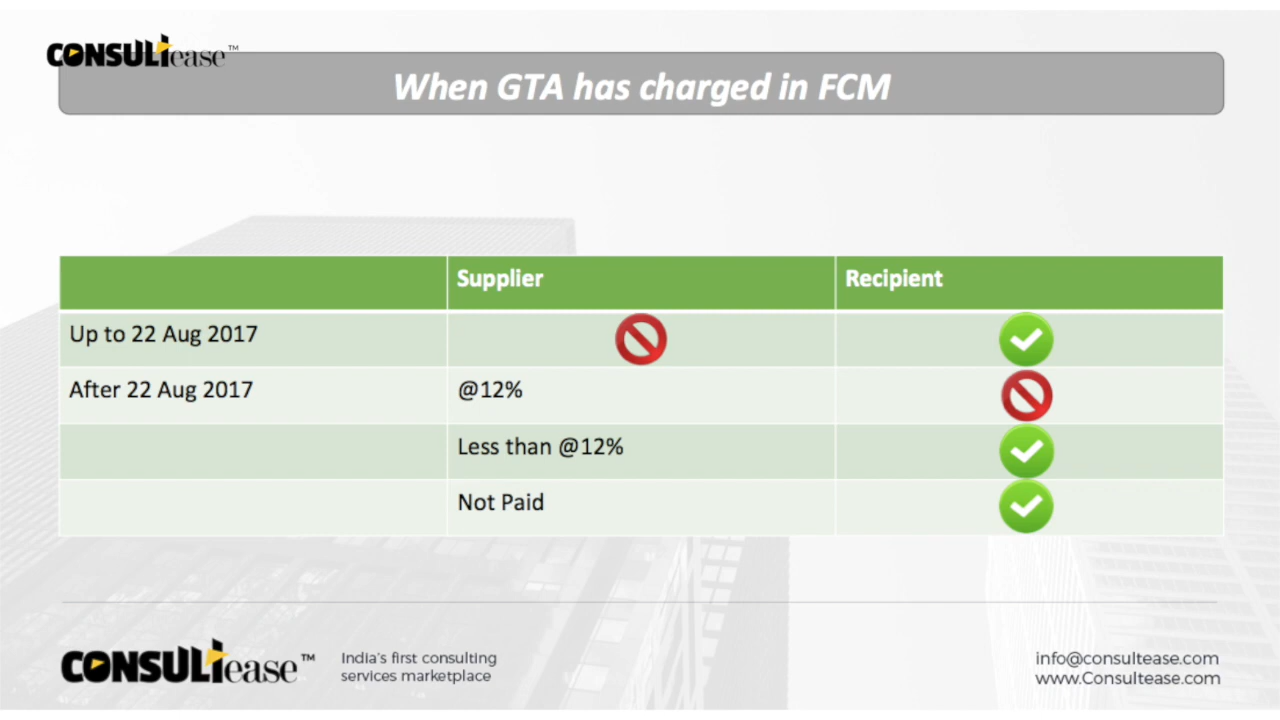 CONSULTease™
When GTA has charged in FCM
Supplier Recipient
Up to 22 Aug 2017
After 22 Aug 2017 @12%
Less than @12%
Not Paid
CONSULTease™
India's first consulting
services marketplace
info@consultease.com
www.Consultease.com